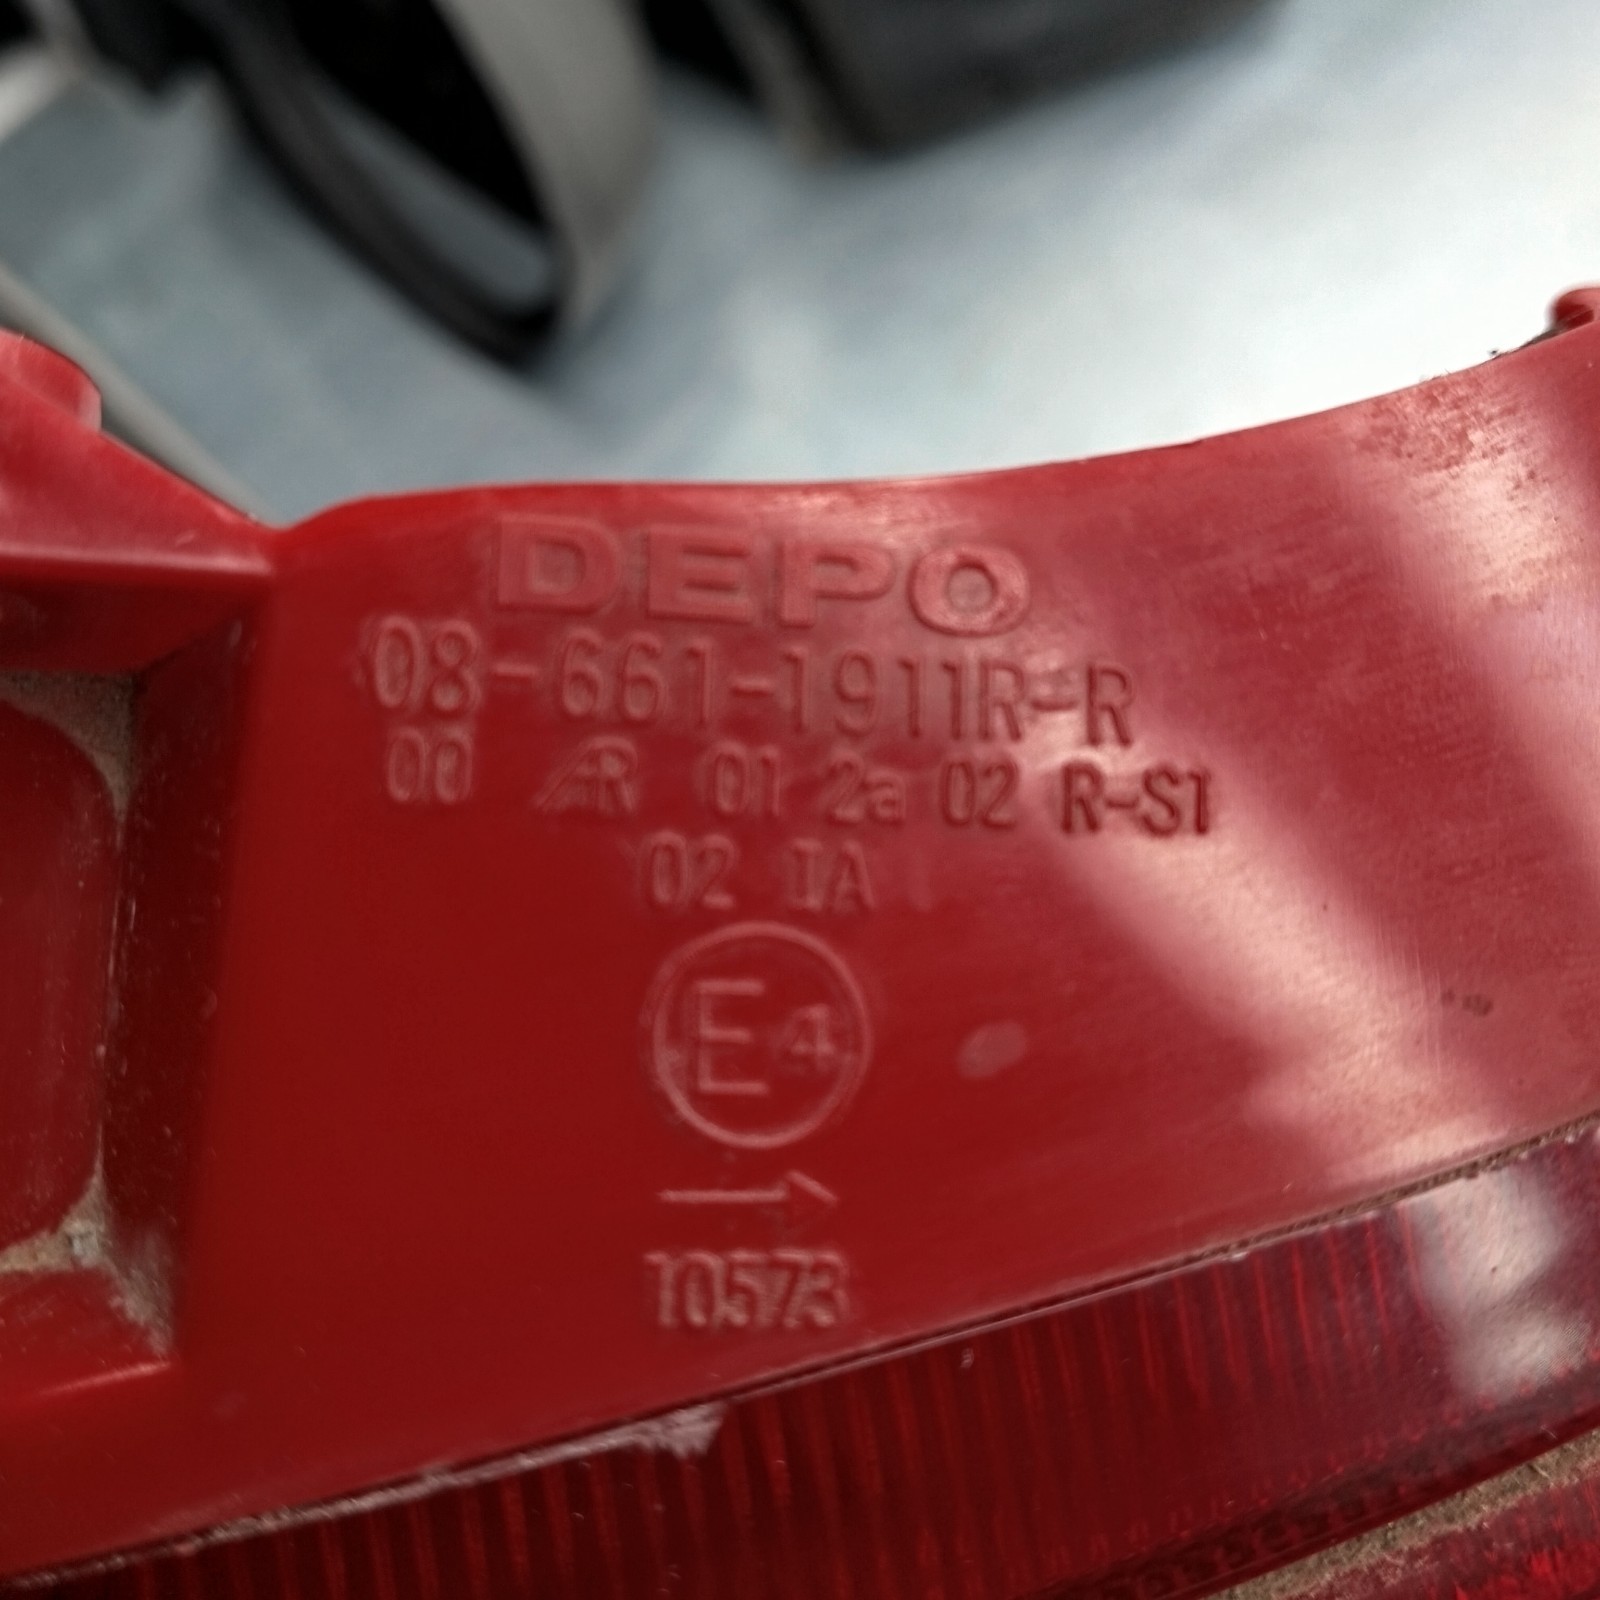 DEPO
08-661-1911R-R
00 AR 01 2a 02 R-S1
02 IA
E4
→
10573